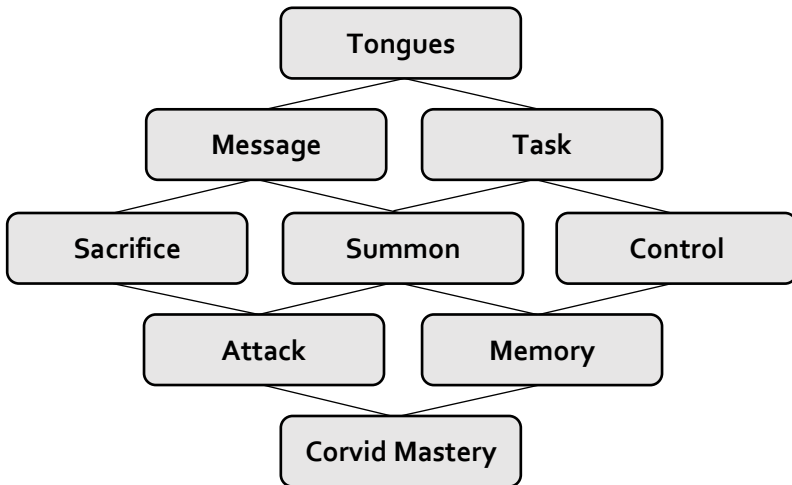 Tongues
Message
Task
Sacrifice
Summon
Control
Attack
Memory
Corvid Mastery